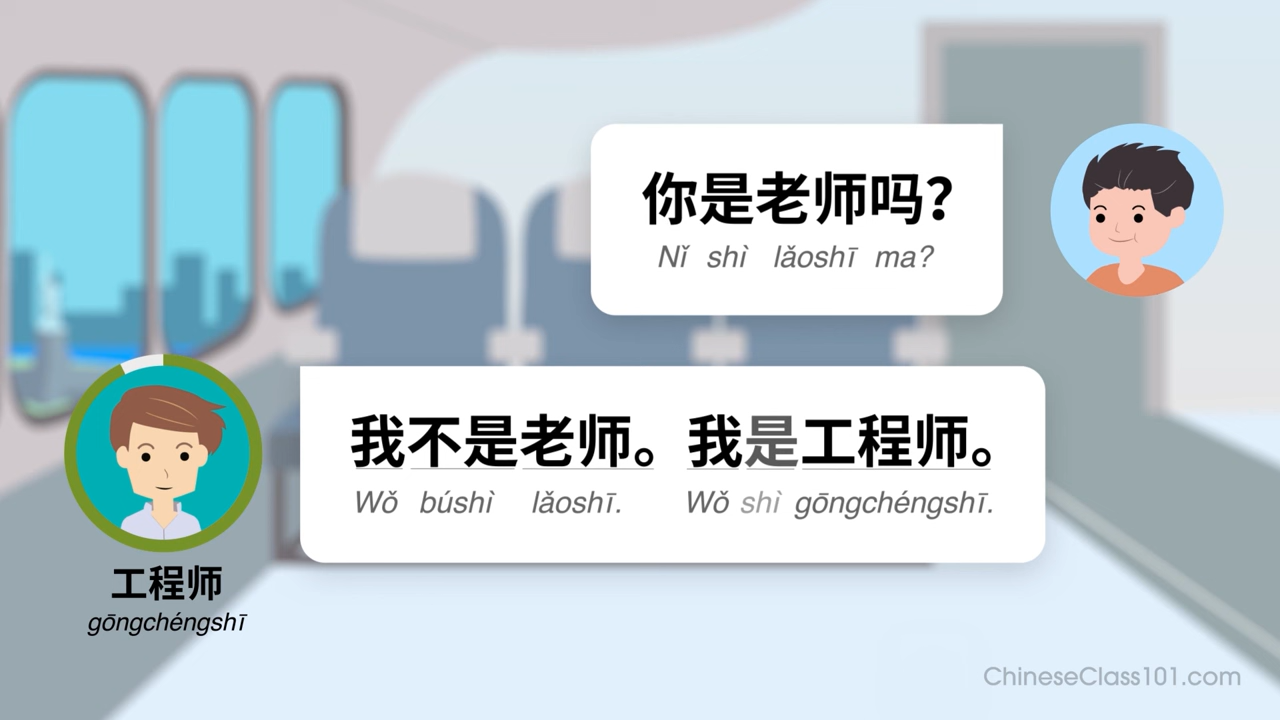 你是老师吗？
Nǐ shì lǎoshī ma?
我不是老师。 我是工程师。
Wǒ búshì lǎoshī. Wǒ shì gōngchéngshī.
工程师
gōngchéngshī
ChineseClass101.com